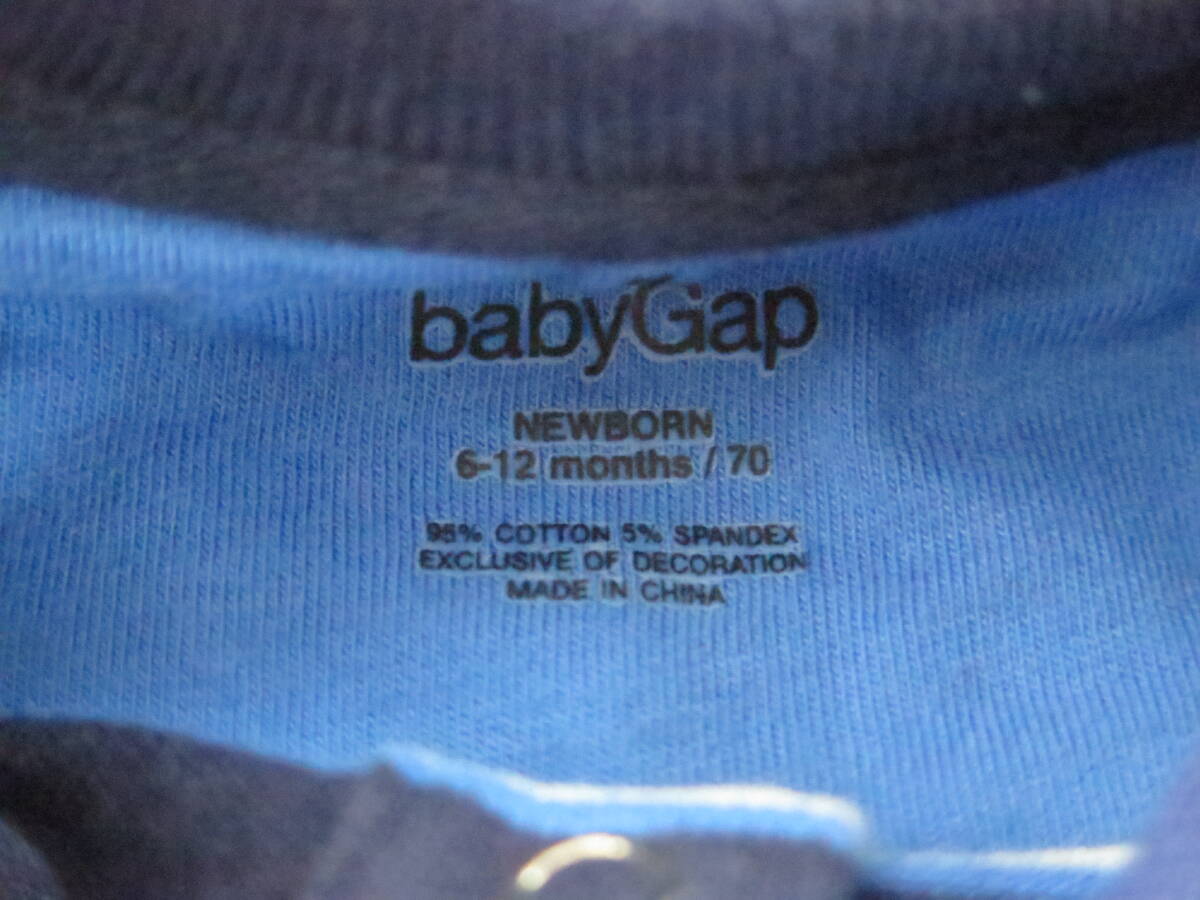 babyGap
NEWBORN
6-12 months / 70
95% COTTON 5% SPANDEX
EXCLUSIVE OF DECORATION
MADE IN CHINA